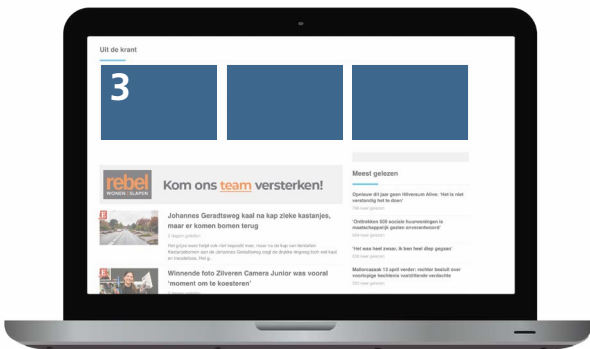 Uit de krant
3
rebel
WONEN | SLAPEN
Kom ons team versterken!
Johannes Geradtsweg kaal na kap zieke kastanjes,
maar er komen bomen terug
Winnende foto Zilveren Camera Junior was vooral
'moment om te koesteren'
Meest gelezen
Opnieuw dit jaar geen Hilversum Alive: 'Het is niet
verstandig het te doen'
'Onttrekken 509 sociale huurwoningen is
maatschappelijk gezien onverantwoord'
'Het was heel zwaar, ik ben heel diep gegaan'
Mallorcazaak 13 april verder: rechter besluit over
voorlopige hechtenis vastzittende verdachte